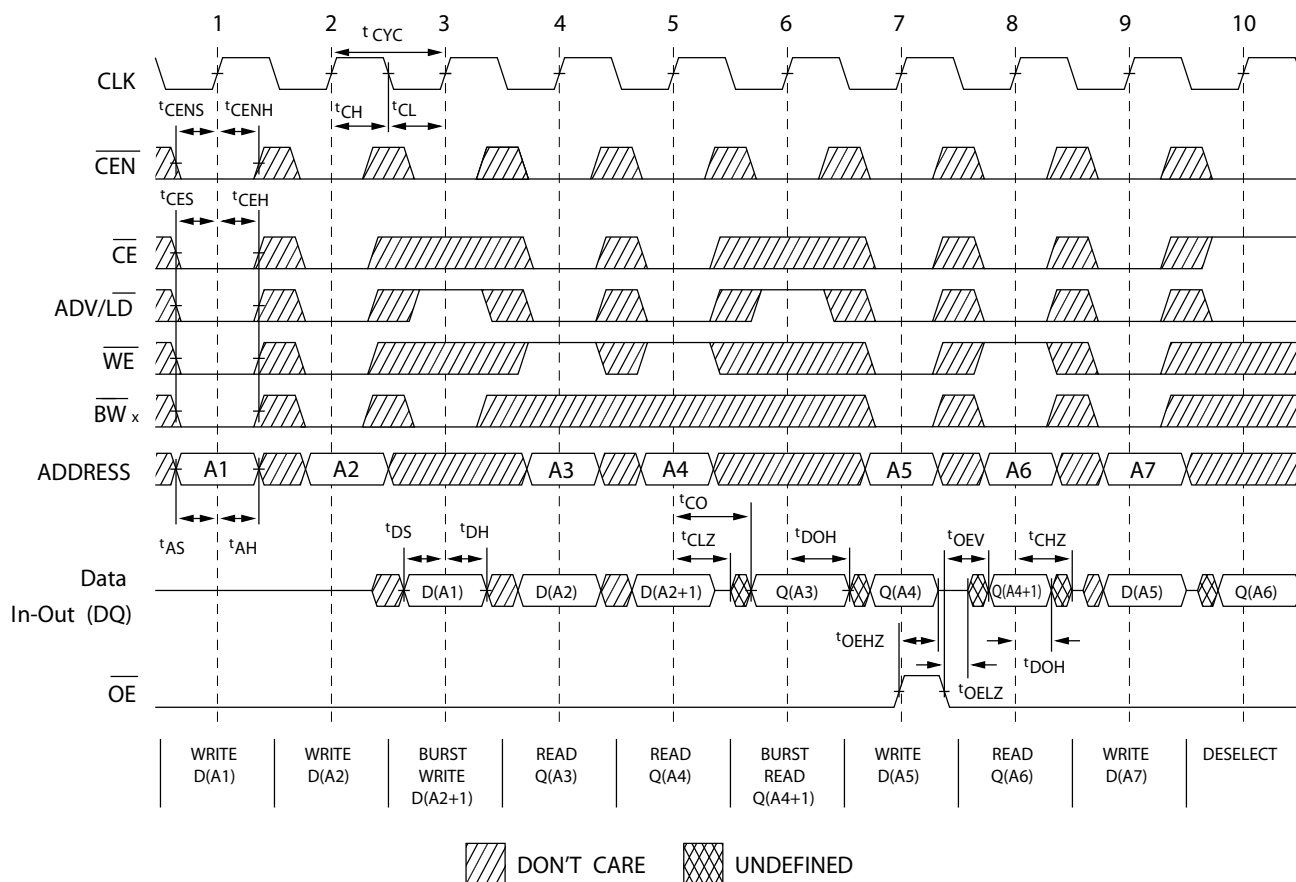 1 2 3 4 5 6 7 8 9 10
t CYC
CLK
tCENS tCENH tCH tCL
CEN
tCES tCEH
CE
ADV/LD
WE
BW x
ADDRESS A1 A2 A3 A4 A5 A6 A7
tCO
tAS tAH tDS tDH tCLZ tDOH tOEV tCHZ
Data
In-Out (DQ)
D(A1) D(A2) D(A2+1) Q(A3) Q(A4) Q(A4+1) D(A5) Q(A6)
tOEHZ tDOH
tOELZ
OE
WRITE
D(A1)
WRITE
D(A2)
BURST
WRITE
D(A2+1)
READ
Q(A3)
READ
Q(A4)
BURST
READ
Q(A4+1)
WRITE
D(A5)
READ
Q(A6)
WRITE
D(A7)
DESELECT
DON'T CARE UNDEFINED